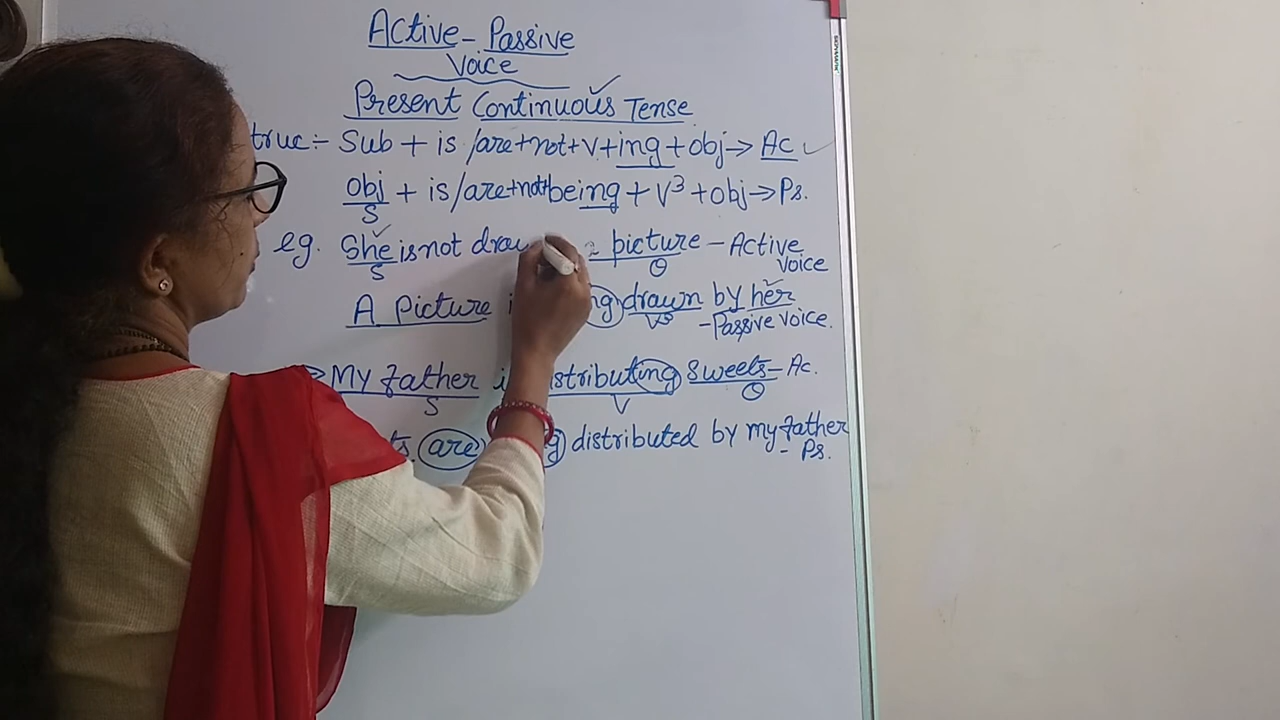 Active - Passive
Voice
Present Continuous Tense
truc:- Sub + is /are+not+V+ing+obj→ Ac
obj + is/are+not+being + V³ + obj→Ps.
S
eg. She is not draw a picture - Active
S O Voice
A Picture drawn by her
V³ -Passive voice.
My father distributing sweets- Ac.
S V O
are distributed by my father
- Ps.